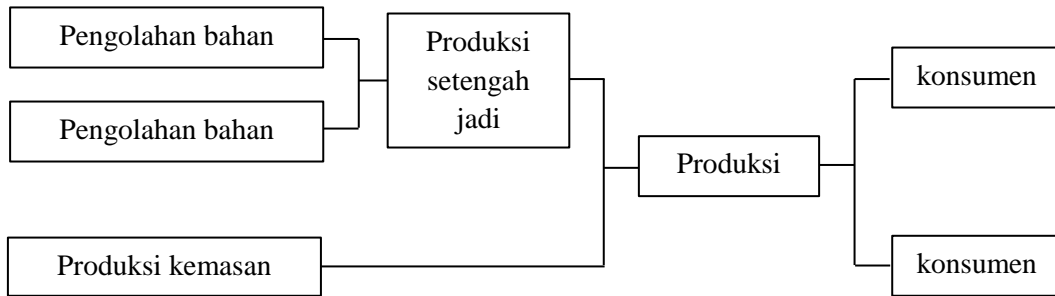 Pengolahan bahan
Pengolahan bahan
Produksi
setengah
jadi
Produksi kemasan
Produksi
konsumen
konsumen